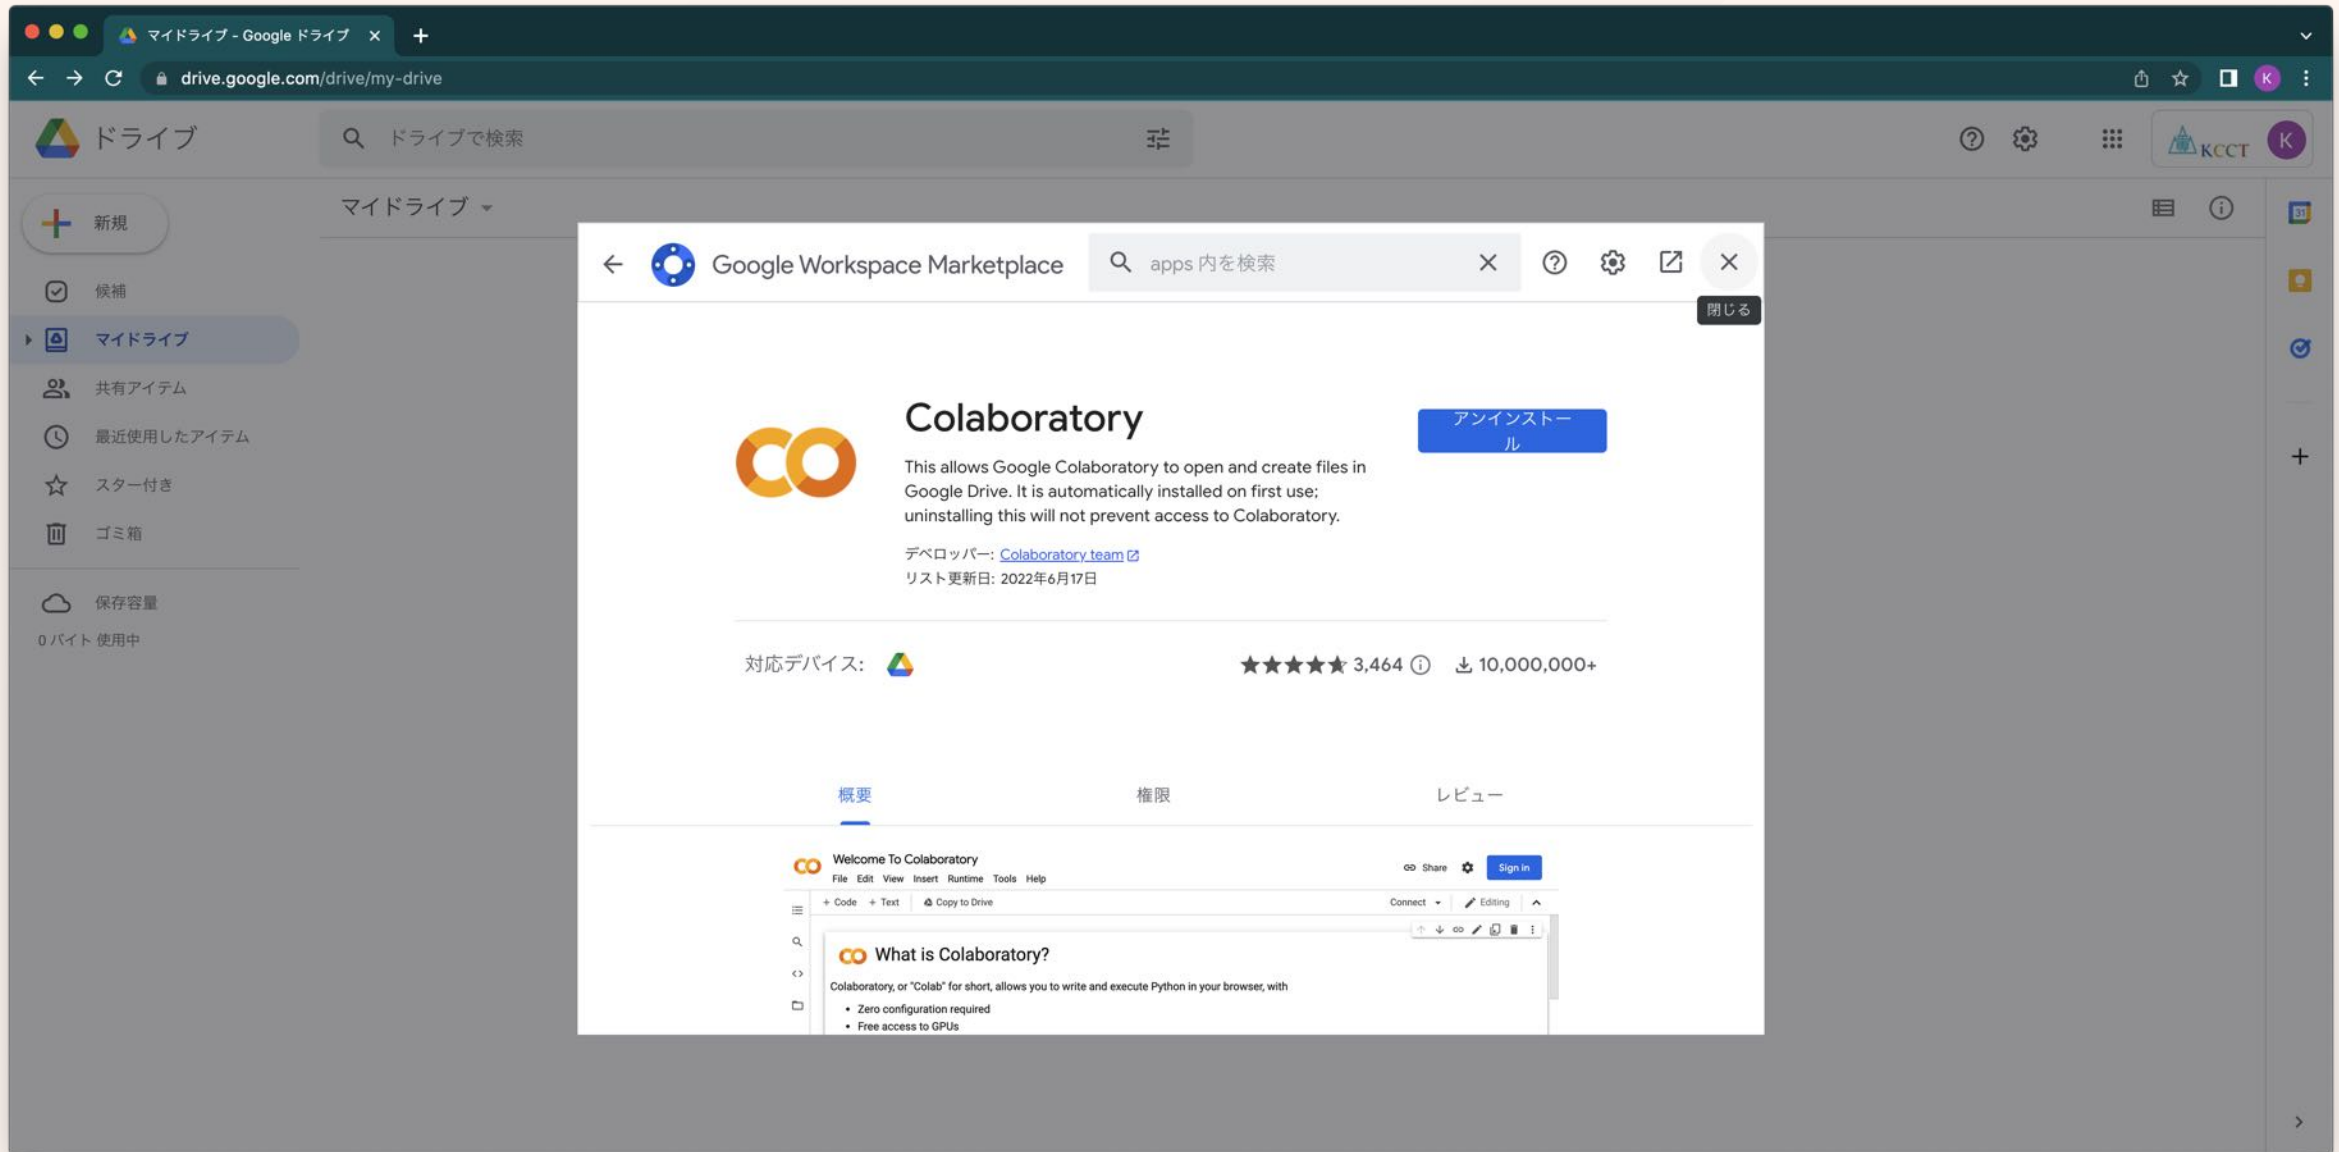 マイドライブ - Google ドライブ
drive.google.com/drive/my-drive
ドライブ
ドライブで検索
KCCT
K
K
新規
マイドライブ
31
候補
マイドライブ
共有アイテム
最近使用したアイテム
スター付き
ゴミ箱
保存容量
0 バイト 使用中
Google Workspace Marketplace
apps 内を検索
閉じる
Colaboratory
アンインストー
ル
This allows Google Colaboratory to open and create files in
Google Drive. It is automatically installed on first use;
uninstalling this will not prevent access to Colaboratory.
デベロッパー: Colaboratory team
リスト更新日: 2022年6月17日
対応デバイス:
3,464
10,000,000+
概要
権限
レビュー
Welcome To Colaboratory
File Edit View Insert Runtime Tools Help
Share
Sign in
+ Code + Text Copy to Drive
Connect
Editing
What is Colaboratory?
Colaboratory, or "Colab" for short, allows you to write and execute Python in your browser, with
• Zero configuration required
• Free access to GPUs